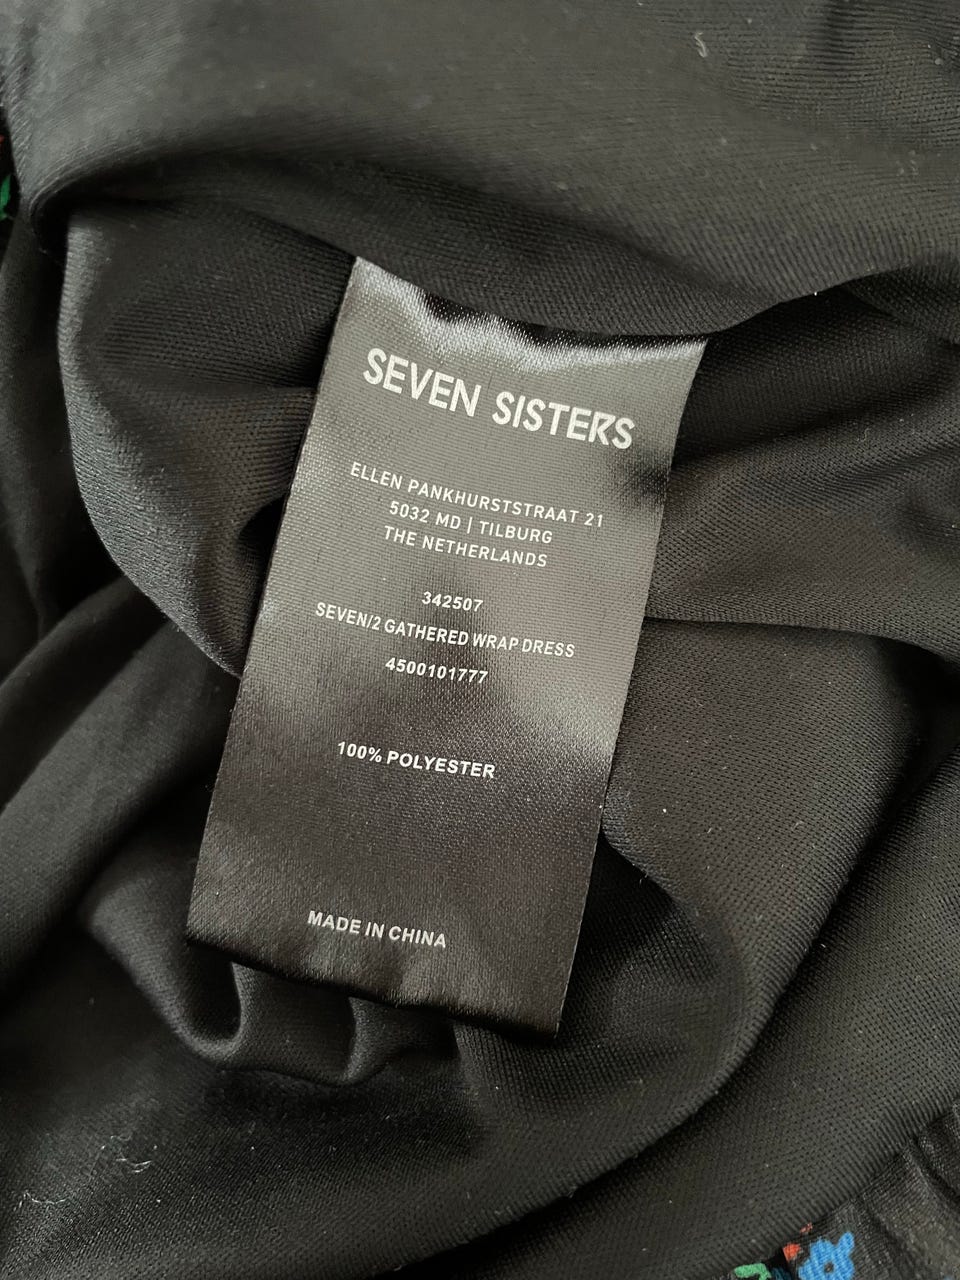 SEVEN SISTERS
ELLEN PANKHURSTSTRAAT 21
5032 MD | TILBURG
THE NETHERLANDS
342507
SEVEN/2 GATHERED WRAP DRESS
4500101777
100% POLYESTER
MADE IN CHINA